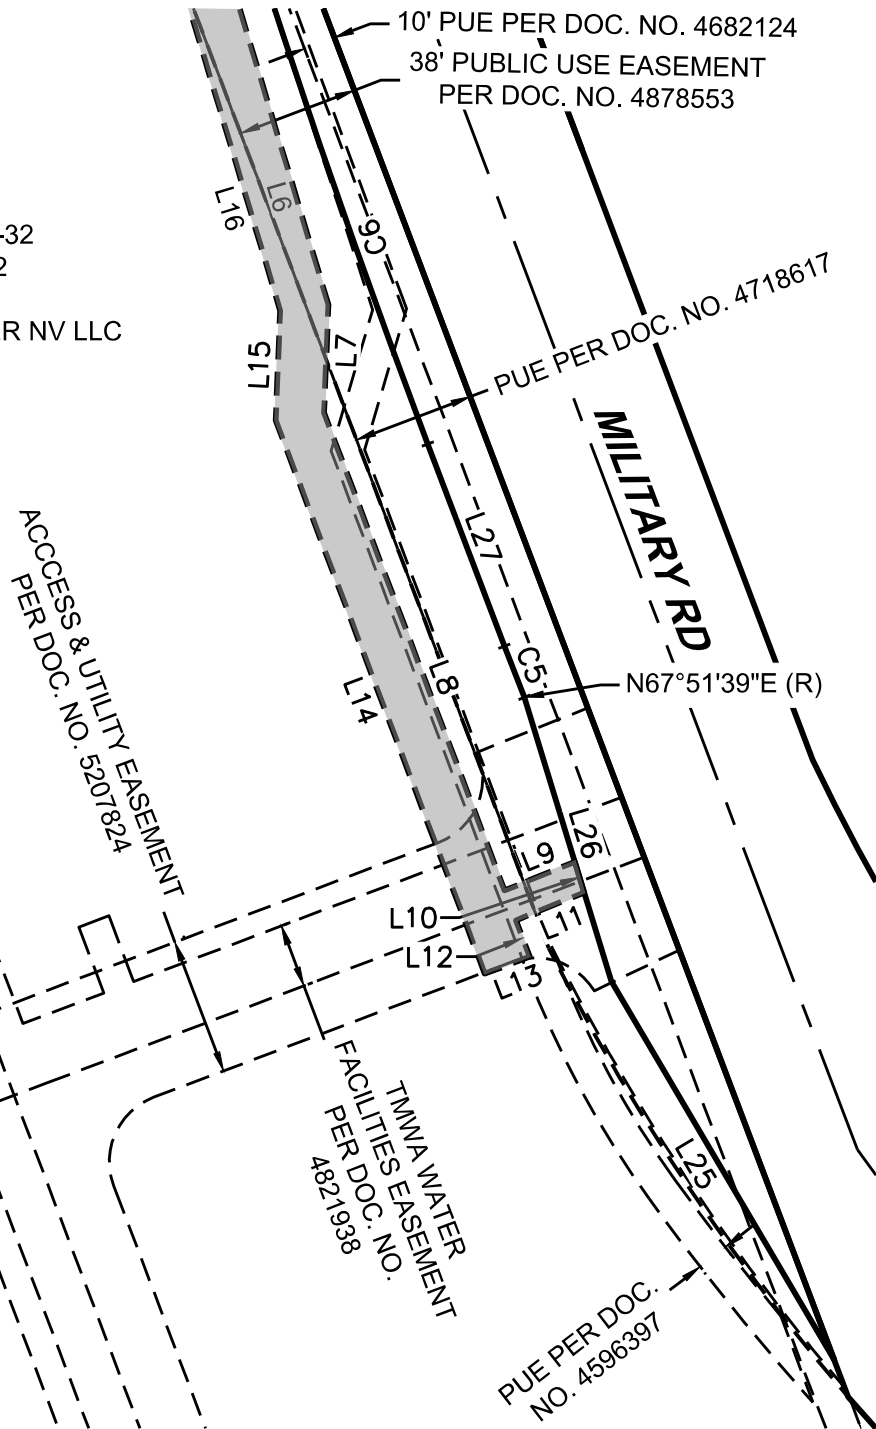 10' PUE PER DOC. NO. 4682124
38' PUBLIC USE EASEMENT
PER DOC. NO. 4878553
L16
L6
C6
-32
2
R NV LLC
PUE PER DOC. NO. 4718617
L15
L7
MILITARY RD
L27
ACCCESS & UTILITY EASEMENT
PER DOC. NO. 5207824
L14
L8
C5
N67°51'39"E (R)
L9
L26
L10
L11
L12
L13
TMWA WATER
FACILITIES EASEMENT
PER DOC. NO.
4821938
L25
PUE PER DOC.
NO. 4596397